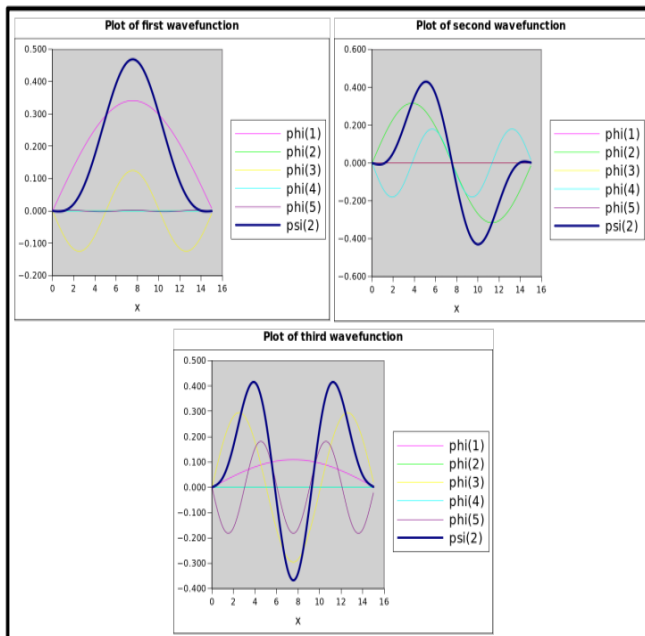 Plot of first wavefunction
0.500
0.400
0.300
0.200
0.100
0.000
−0.100
−0.200
0 2 4 6 8 10 12 14 16
X
phi(1)
phi(2)
phi(3)
phi(4)
phi(5)
psi(2)
Plot of second wavefunction
0.600
0.400
0.200
0.000
−0.200
−0.400
−0.600
0 2 4 6 8 10 12 14 16
X
phi(1)
phi(2)
phi(3)
phi(4)
phi(5)
psi(2)
Plot of third wavefunction
0.500
0.400
0.300
0.200
0.100
0.000
−0.100
−0.200
−0.300
−0.400
0 2 4 6 8 10 12 14 16
X
phi(1)
phi(2)
phi(3)
phi(4)
phi(5)
psi(2)